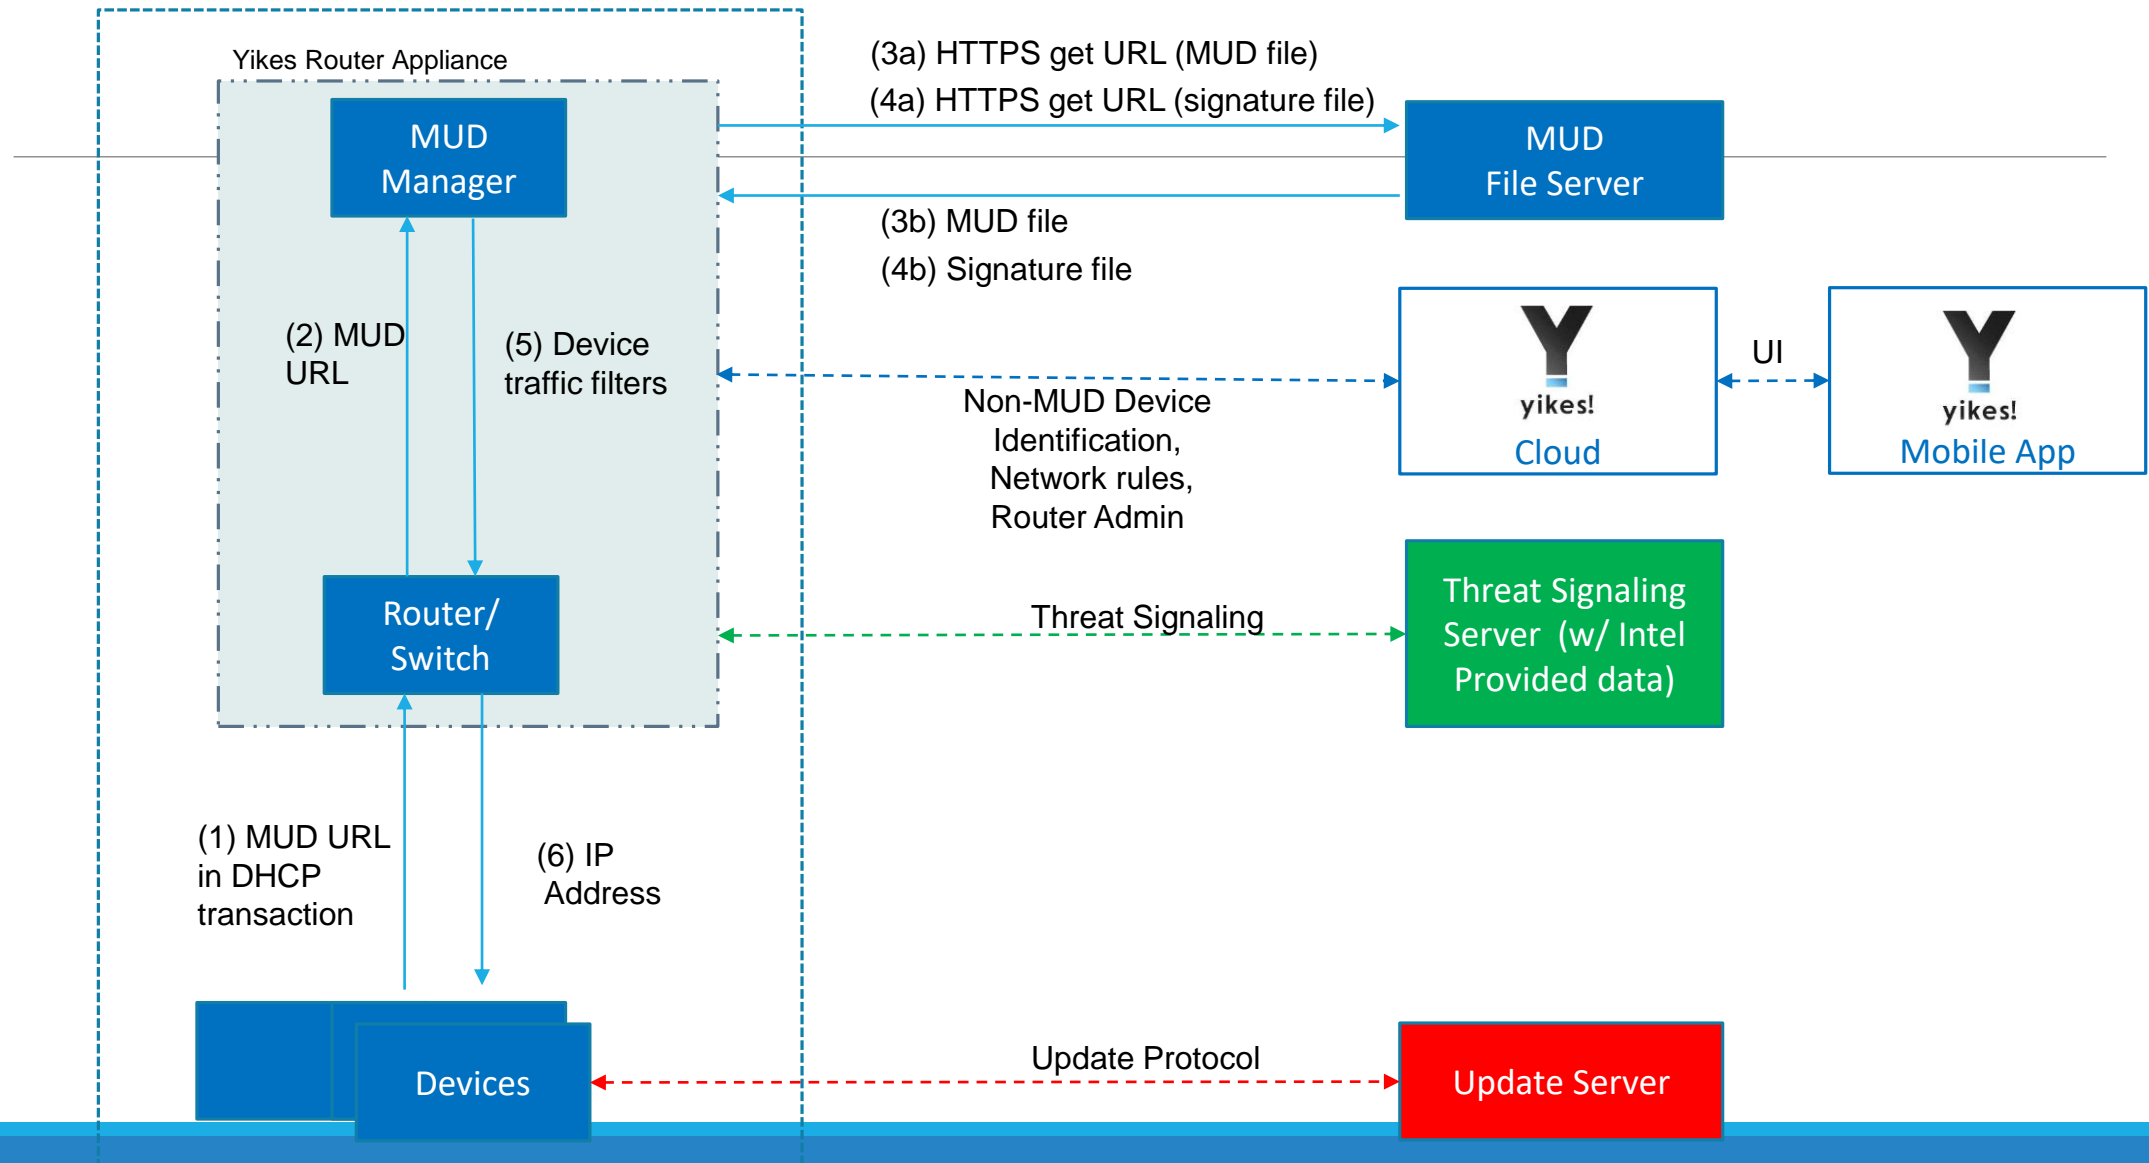 Yikes Router Appliance
(3a) HTTPS get URL (MUD file)
(4a) HTTPS get URL (signature file)
MUD
Manager
MUD
File Server
(3b) MUD file
(4b) Signature file
(2) MUD
URL
(5) Device
traffic filters
Non-MUD Device
Identification,
Network rules,
Router Admin
yikes!
Cloud
UI
yikes!
Mobile App
Router/
Switch
Threat Signaling
Threat Signaling
Server (w/ Intel
Provided data)
(1) MUD URL
in DHCP
transaction
(6) IP
Address
Devices
Update Protocol
Update Server